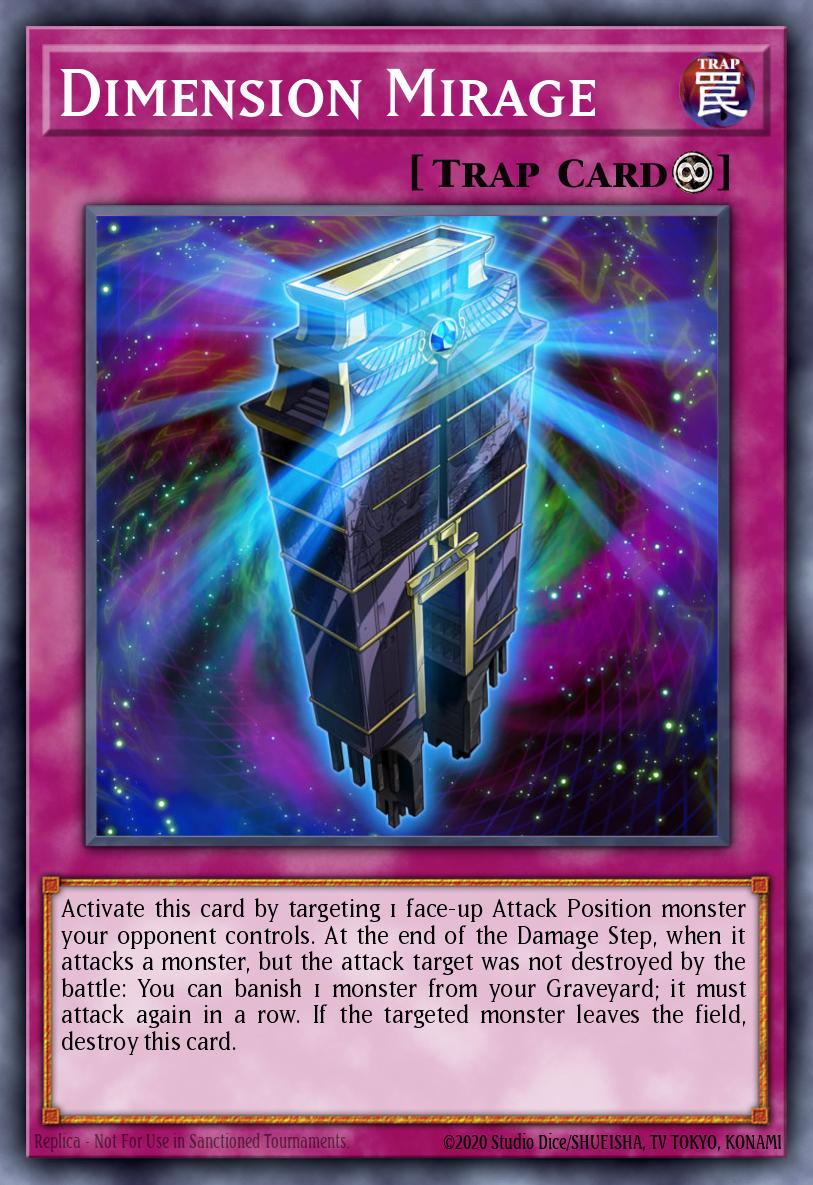 Dimension Mirage
TRAP
罠
[ Trap Card ]
Activate this card by targeting 1 face-up Attack Position monster
your opponent controls. At the end of the Damage Step, when it
attacks a monster, but the attack target was not destroyed by the
battle: You can banish 1 monster from your Graveyard; it must
attack again in a row. If the targeted monster leaves the field,
destroy this card.
Replica - Not For Use in Sanctioned Tournaments.
©2020 Studio Dice/SHUEISHA, TV TOKYO, KONAMI